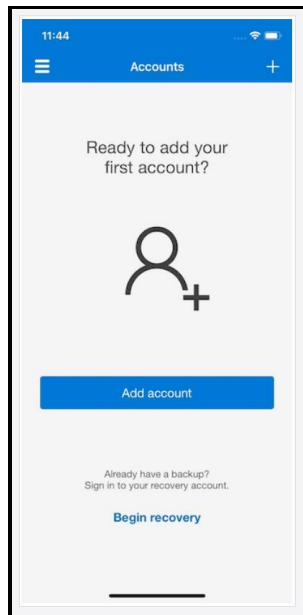 11:44
Accounts
Ready to add your
first account?
Add account
Already have a backup?
Sign in to your recovery account.
Begin recovery